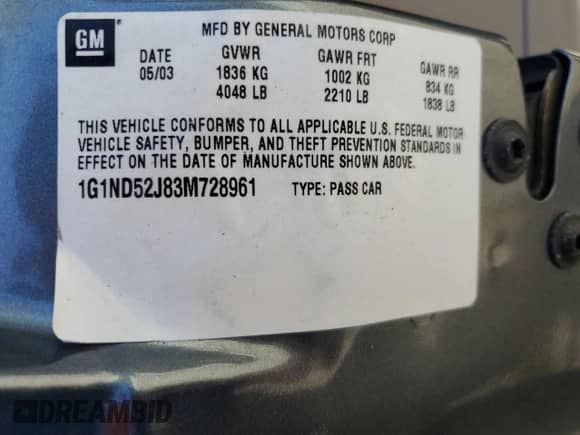 GM
MFD BY GENERAL MOTORS CORP
DATE GVWR GAWR FRT GAWR RR
05/03 1836 KG 1002 KG 834 KG
4048 LB 2210 LB 1838 LB
THIS VEHICLE CONFORMS TO ALL APPLICABLE U.S. FEDERAL MOTOR
VEHICLE SAFETY, BUMPER, AND THEFT PREVENTION STANDARDS IN
EFFECT ON THE DATE OF MANUFACTURE SHOWN ABOVE.
1G1ND52J83M728961 TYPE: PASS CAR
DREAMBID